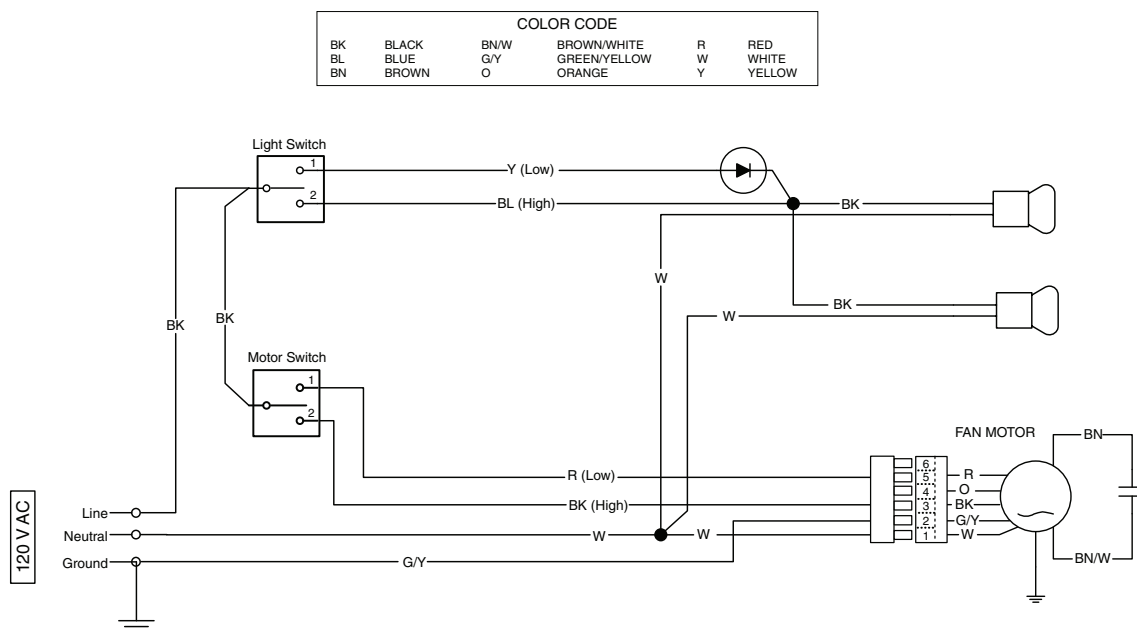 COLOR CODE
BK BLACK BN/W BROWN/WHITE R RED
BL BLUE G/Y GREEN/YELLOW W WHITE
BN BROWN O ORANGE Y YELLOW
Light Switch
1
Y (Low)
2
BL (High)
BK
W
BK
W
BK
BK
Motor Switch
1
2
FAN MOTOR
BN
R (Low)
BK (High)
6
5 R
4 O
3 BK
2 G/Y
1 W
120 V AC
Line
Neutral
W
W
Ground
G/Y
BN/W